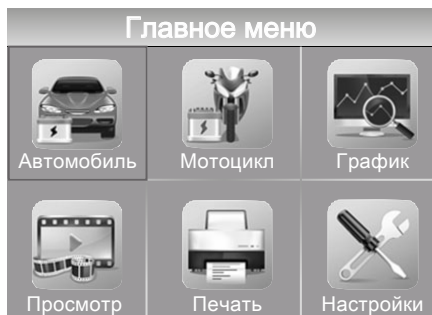 Главное меню
Автомобиль
Мотоцикл
График
Просмотр
Печать
Настройки